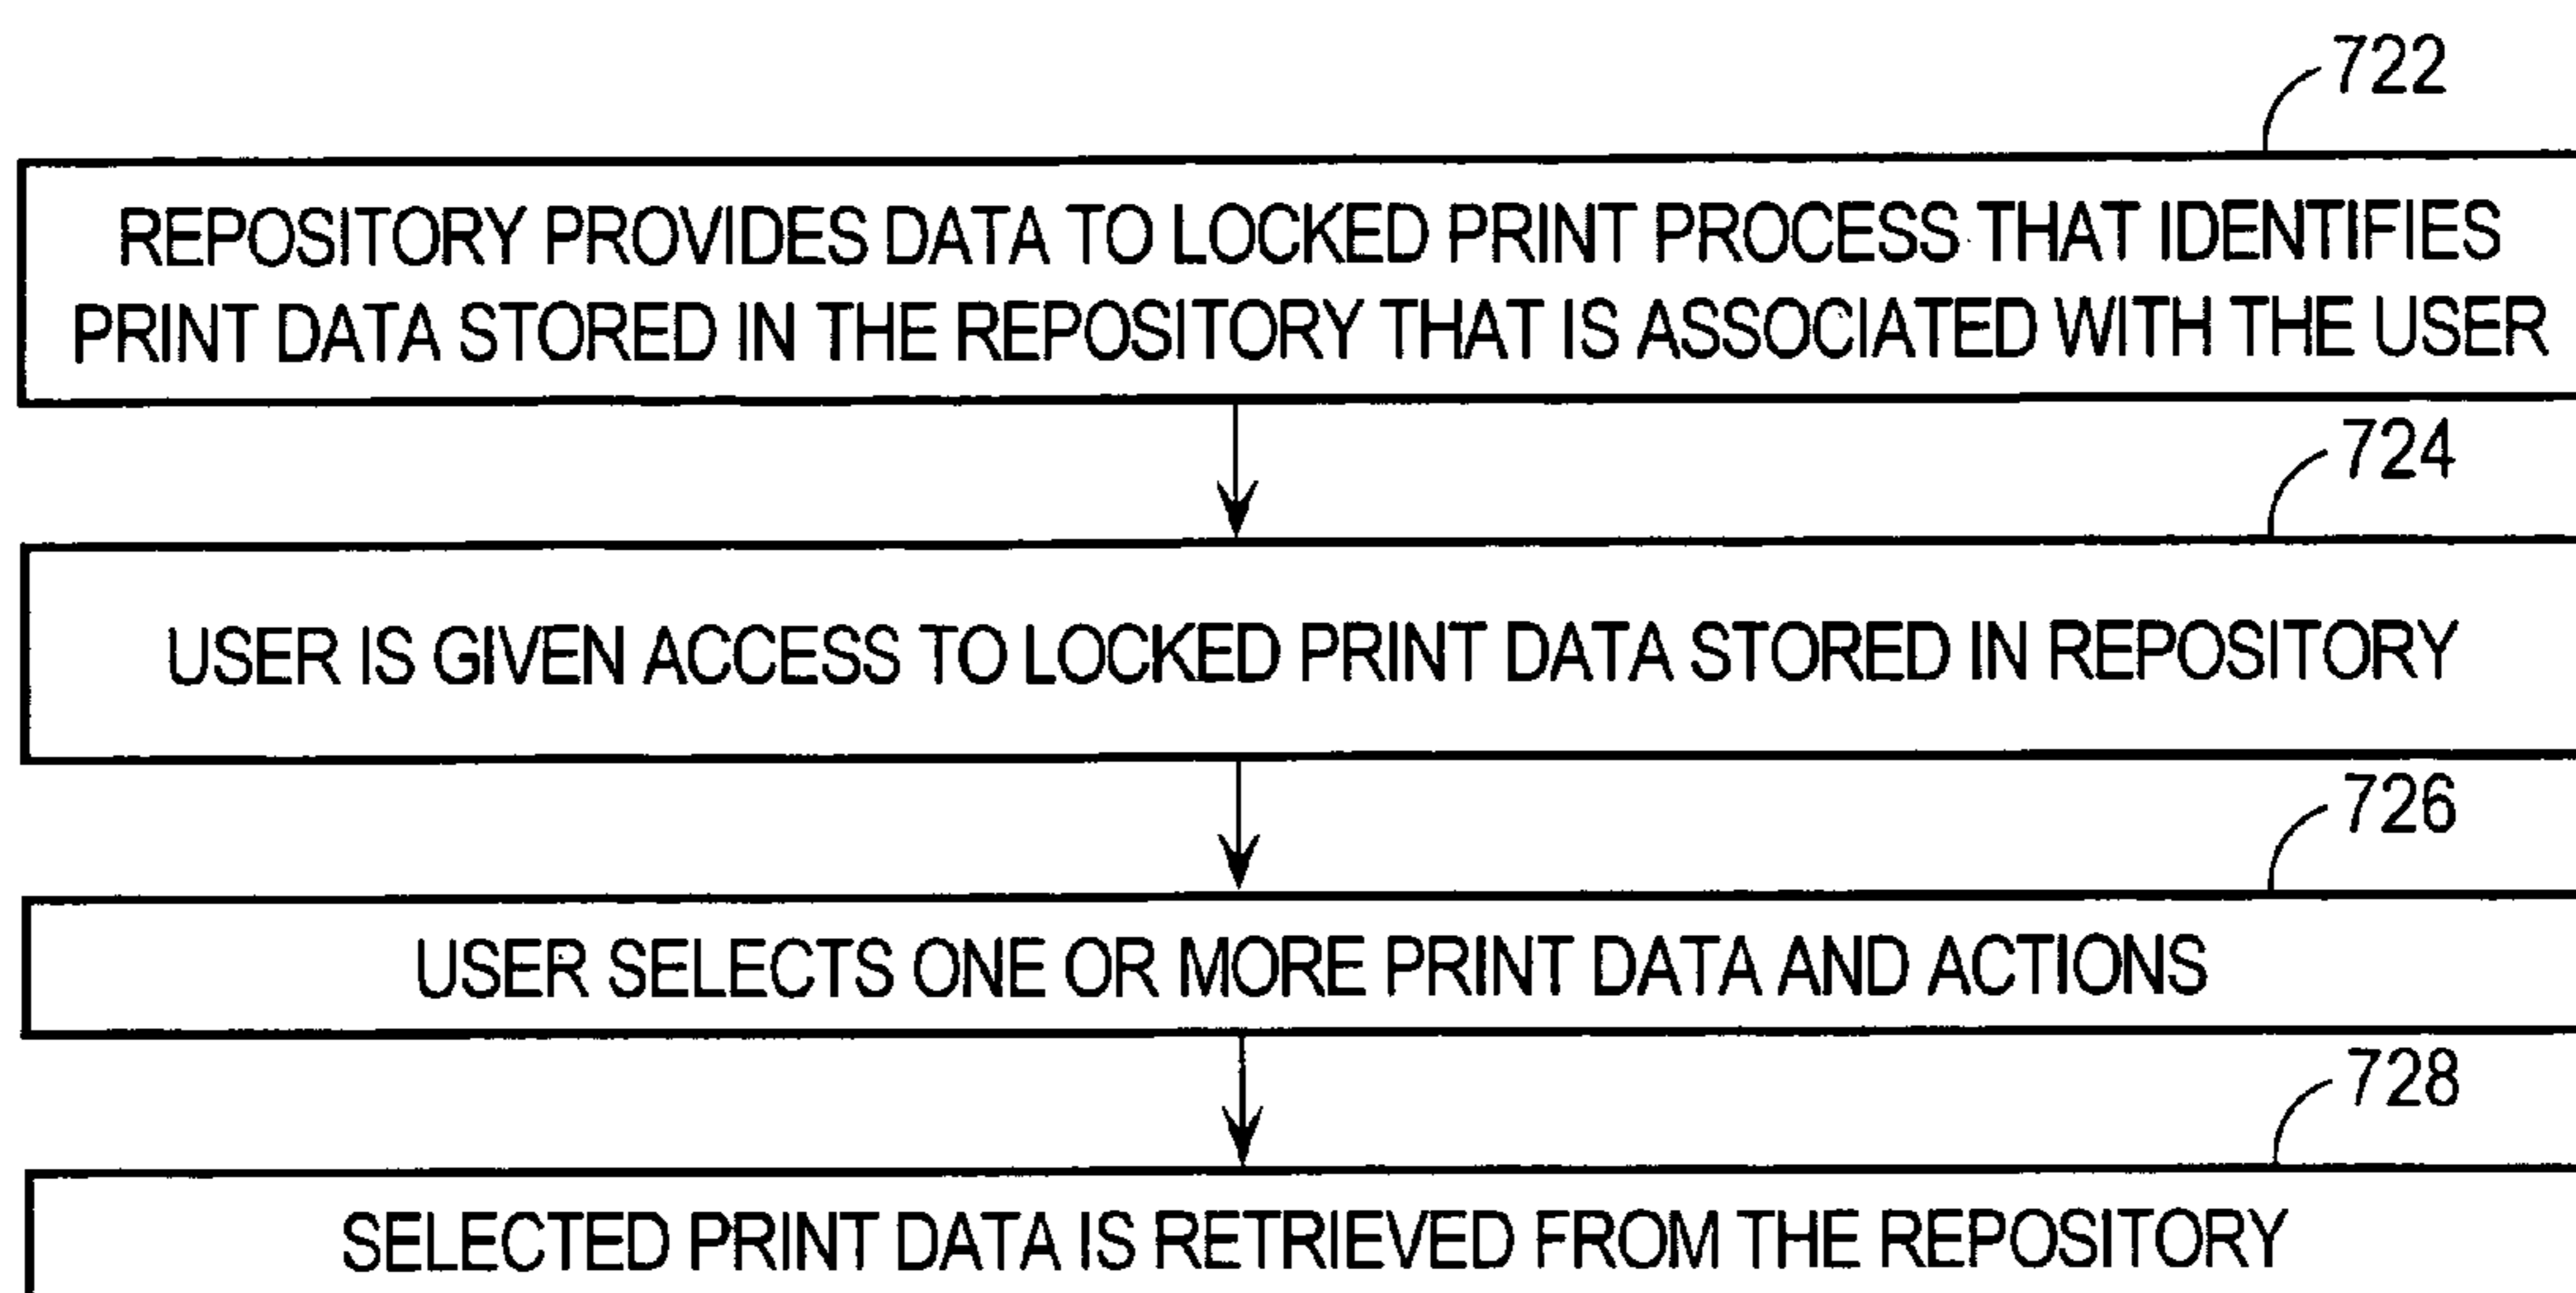 722
REPOSITORY PROVIDES DATA TO LOCKED PRINT PROCESS THAT IDENTIFIES
PRINT DATA STORED IN THE REPOSITORY THAT IS ASSOCIATED WITH THE USER
724
USER IS GIVEN ACCESS TO LOCKED PRINT DATA STORED IN REPOSITORY
726
USER SELECTS ONE OR MORE PRINT DATA AND ACTIONS
728
SELECTED PRINT DATA IS RETRIEVED FROM THE REPOSITORY